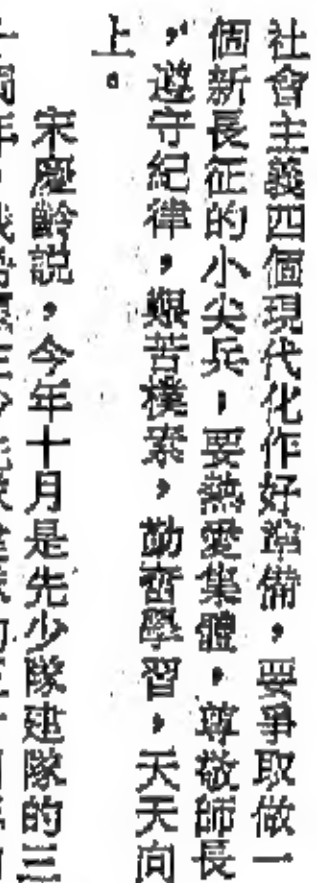 社會主義四個現代化作好準備，要爭取做一
個新長征的小尖兵，要熱愛集體，尊敬師長
，遵守紀律，艱苦樸素，勤奮學習，天天向
上。
宋慶齡説，今年十月是先少隊建隊的三